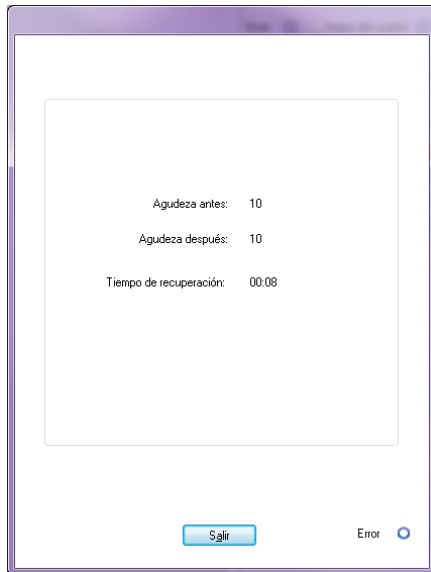 Agudeza antes: 10
Agudeza después: 10
Tiempo de recuperación: 00:08
Salir
Error